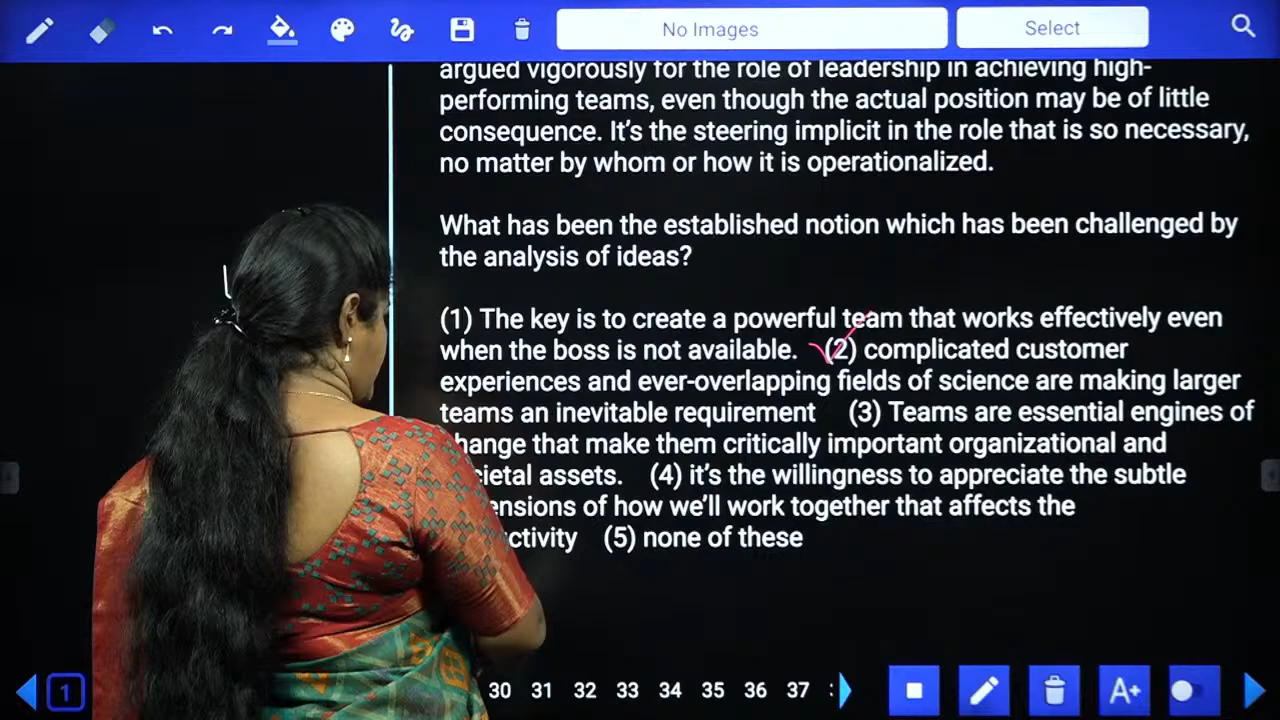 No Images
Select
argued vigorously for the role of leadership in achieving high-
performing teams, even though the actual position may be of little
consequence. It's the steering implicit in the role that is so necessary,
no matter by whom or how it is operationalized.
What has been the established notion which has been challenged by
the analysis of ideas?
(1) The key is to create a powerful team that works effectively even
when the boss is not available. (2) complicated customer
experiences and ever-overlapping fields of science are making larger
teams an inevitable requirement (3) Teams are essential engines of
hange that make them critically important organizational and
cietal assets. (4) it's the willingness to appreciate the subtle
ensions of how we'll work together that affects the
ctivity (5) none of these
1
30 31 32 33 34 35 36 37
A+